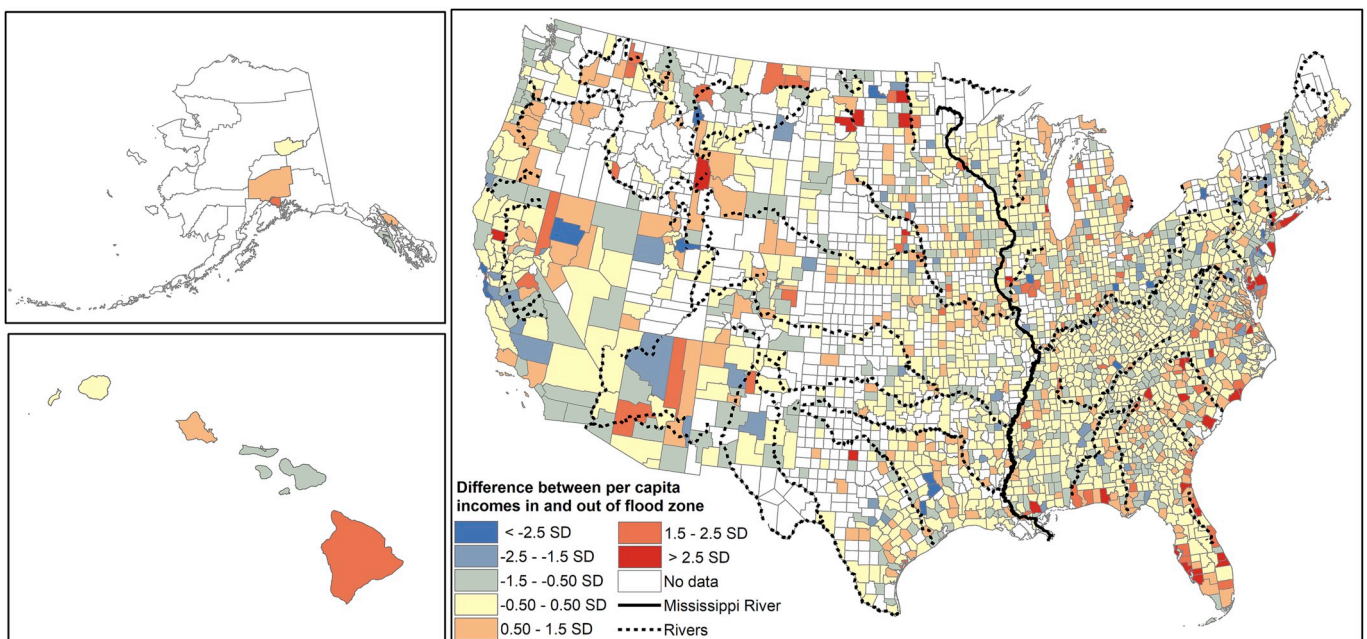 Difference between per capita
incomes in and out of flood zone
< -2.5 SD
-2.5 - -1.5 SD
-1.5 - -0.50 SD
-0.50 - 0.50 SD
0.50 - 1.5 SD
1.5 - 2.5 SD
> 2.5 SD
No data
Mississippi River
Rivers